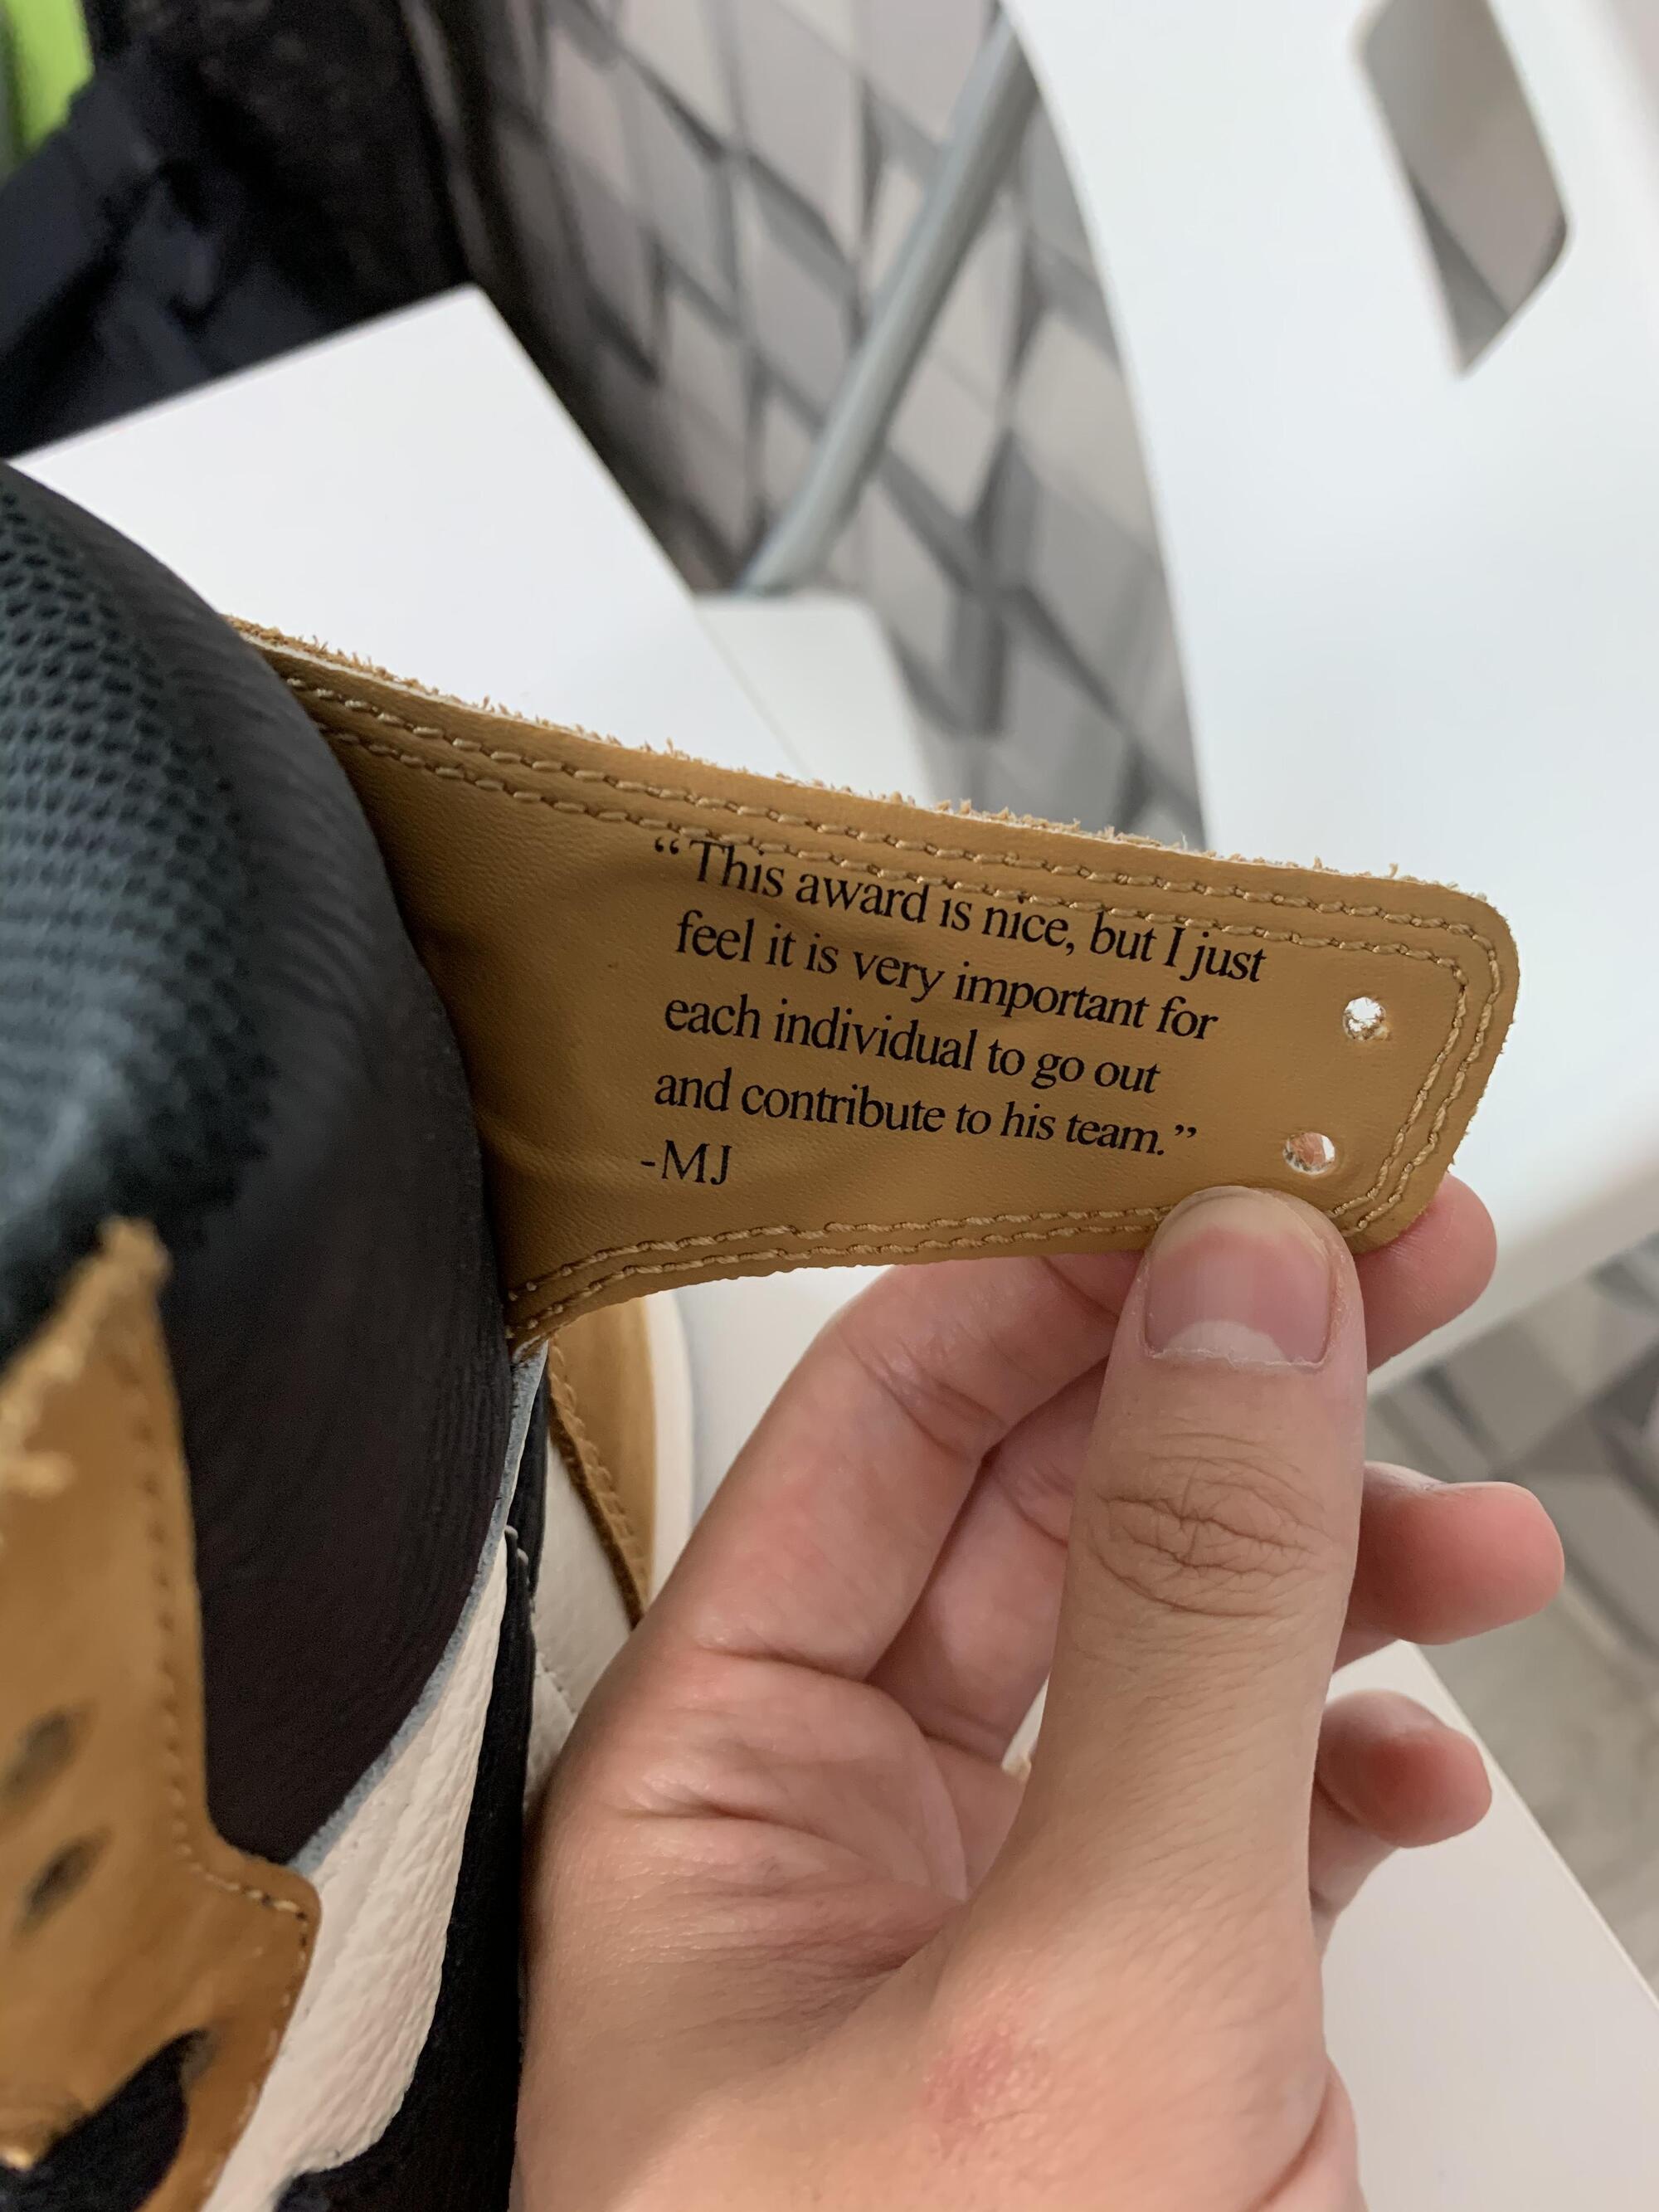 “This award is nice, but I just
feel it is very important for
each individual to go out
and contribute to his team.”
-MJ